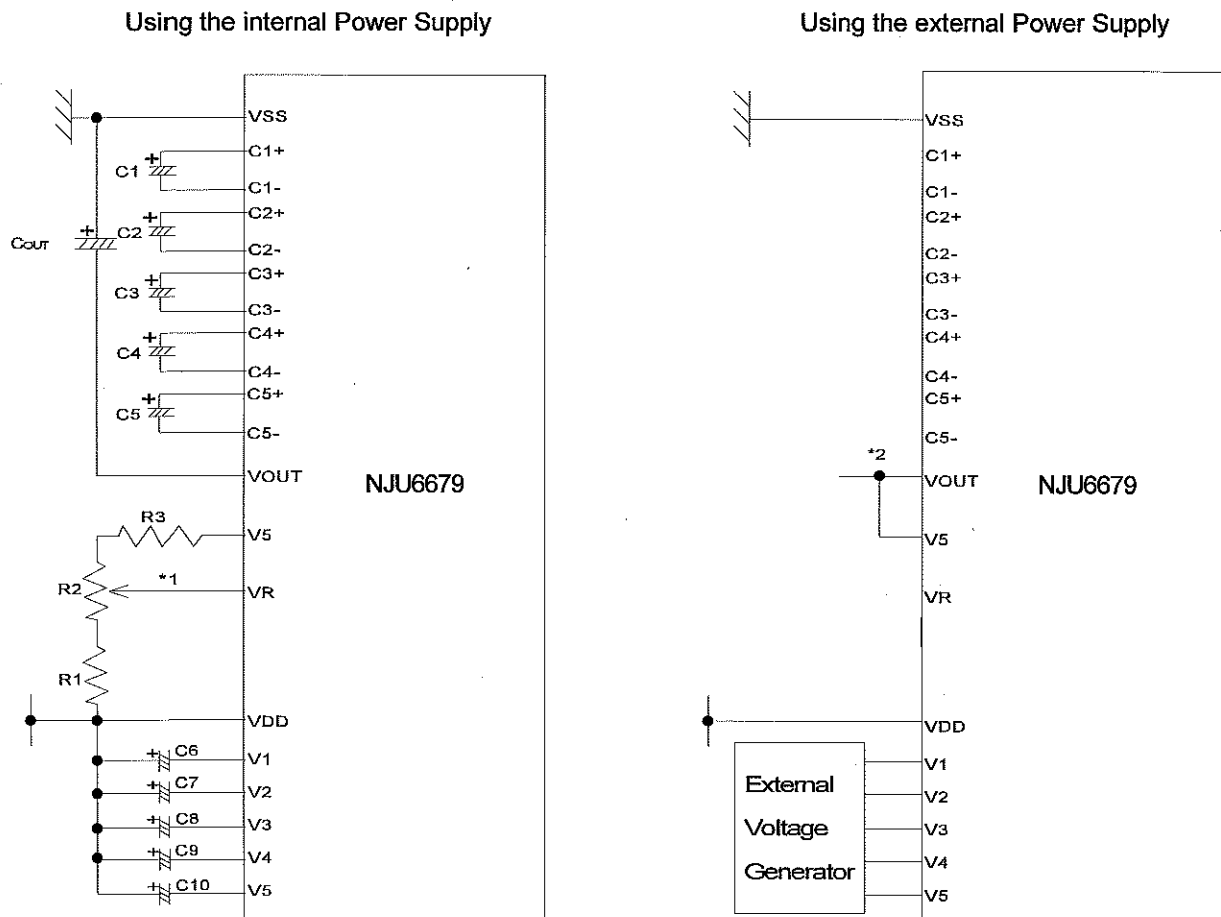 Using the internal Power Supply
VSS
C1+
+
C1
C1-
C2+
+
C2
C2-
+
COUT
C3+
+
C3
C3-
C4+
+
C4
C4-
C5+
+
C5
C5-
VOUT
NJU6679
R3
V5
*1
R2
VR
R1
VDD
+ C6
V1
C7
+
V2
C8
+
V3
C9
+
V4
+ C10
V5
Using the external Power Supply
VSS
C1+
C1-
C2+
C2-
C3+
C3-
C4+
C4-
C5+
C5-
*2
VOUT
NJU6679
V5
VR
VDD
External
Voltage
Generator
V1
V2
V3
V4
V5